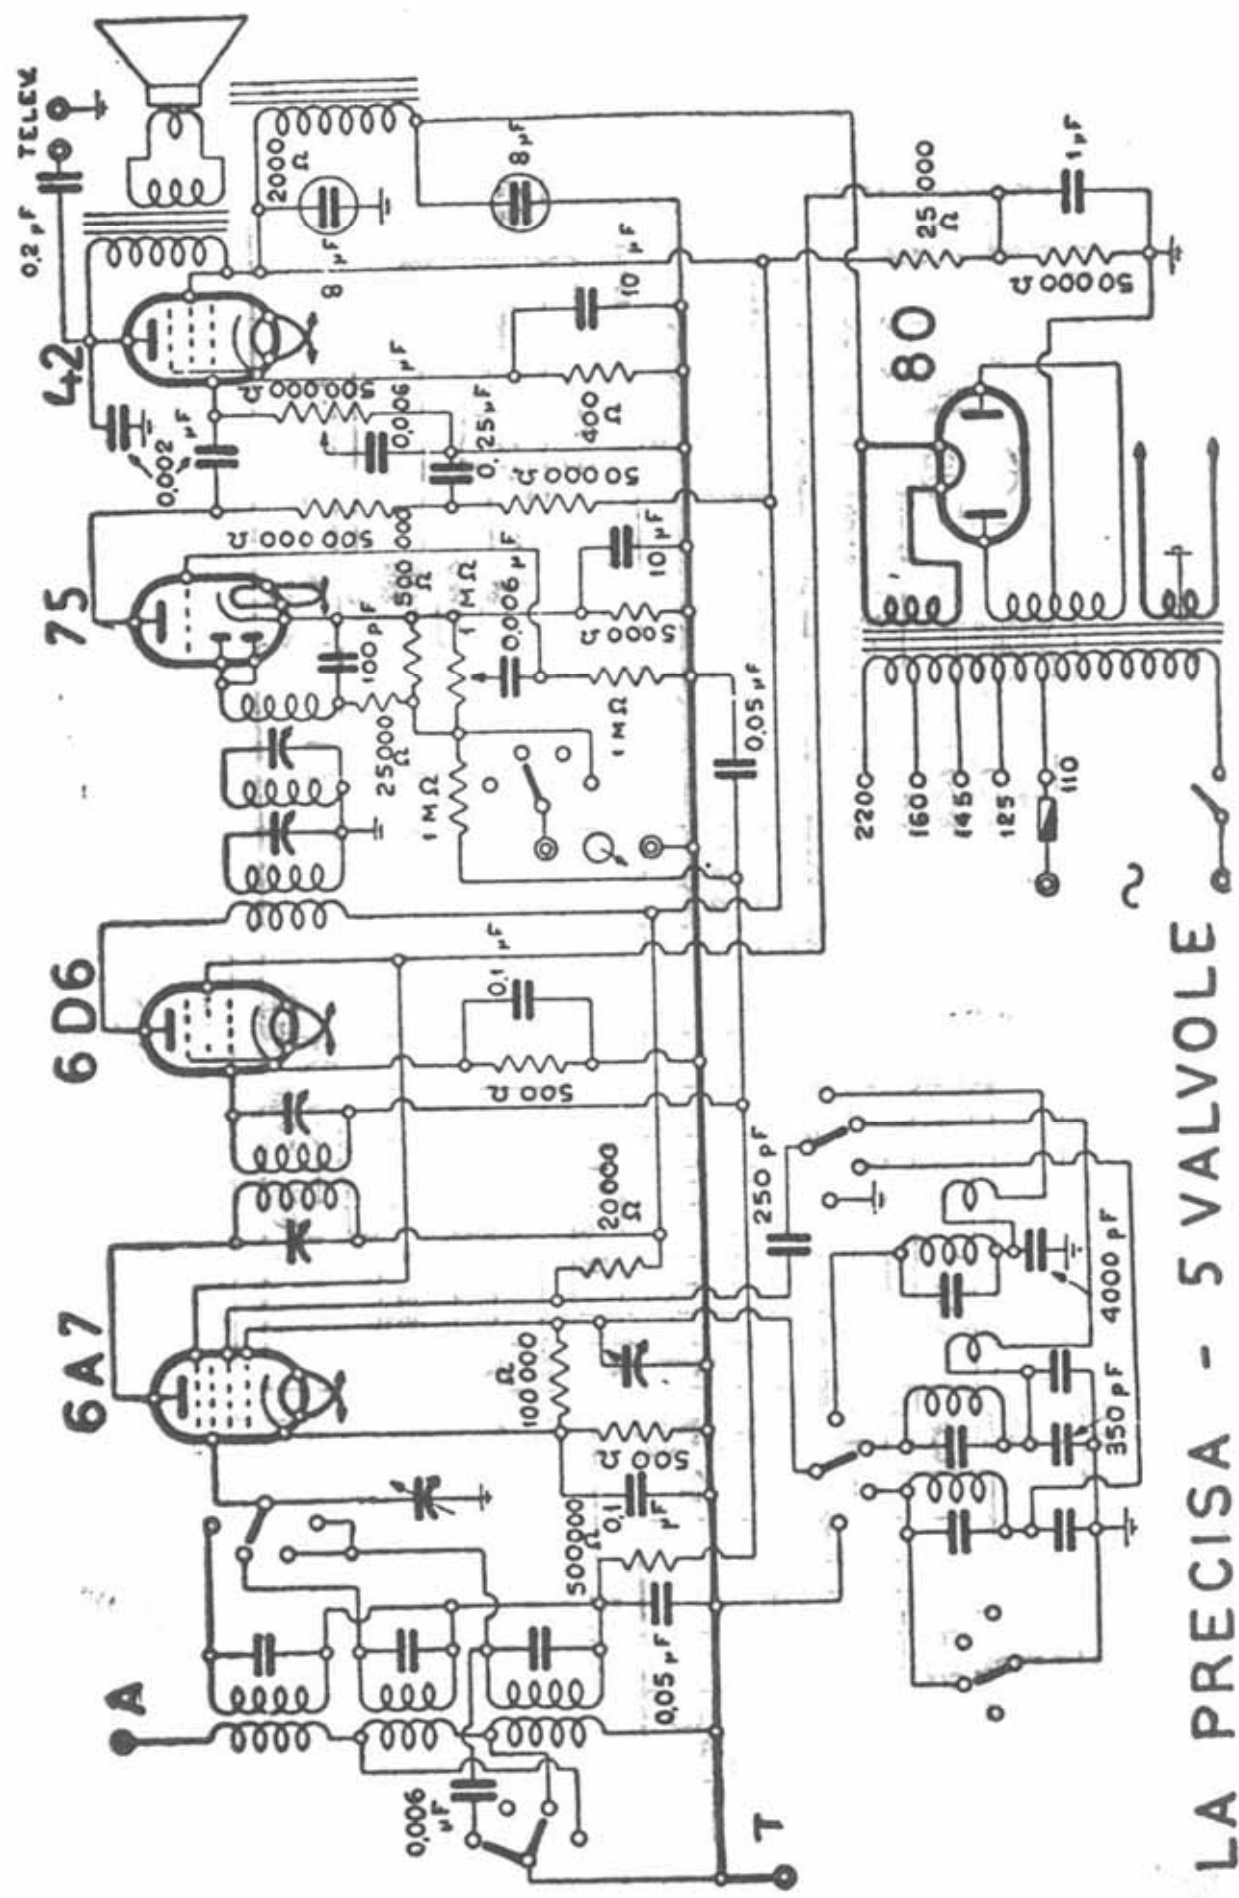 6A7
6D6
75
42
TELEV.
0,2 µF
A
0,002
µF
500 000 Ω
0,006 µF
2000
Ω
8 µF
8 µF
10 µF
400
Ω
0,25 µF
50 000 Ω
500 000 Ω
100 pF
500 000
Ω
1 MΩ
0,006 µF
10 µF
5000 Ω
1 MΩ
25000
Ω
1 MΩ
0,05 µF
0,1
µF
500 Ω
20000
Ω
250 pF
100 000
Ω
500 Ω
0,1
µF
500000
Ω
0,05 µF
0,006
µF
T
350 pF
4000 pF
80
25 000
Ω
50 000 Ω
1 µF
220
160
145
125
110
~
LA PRECISA - 5 VALVOLE